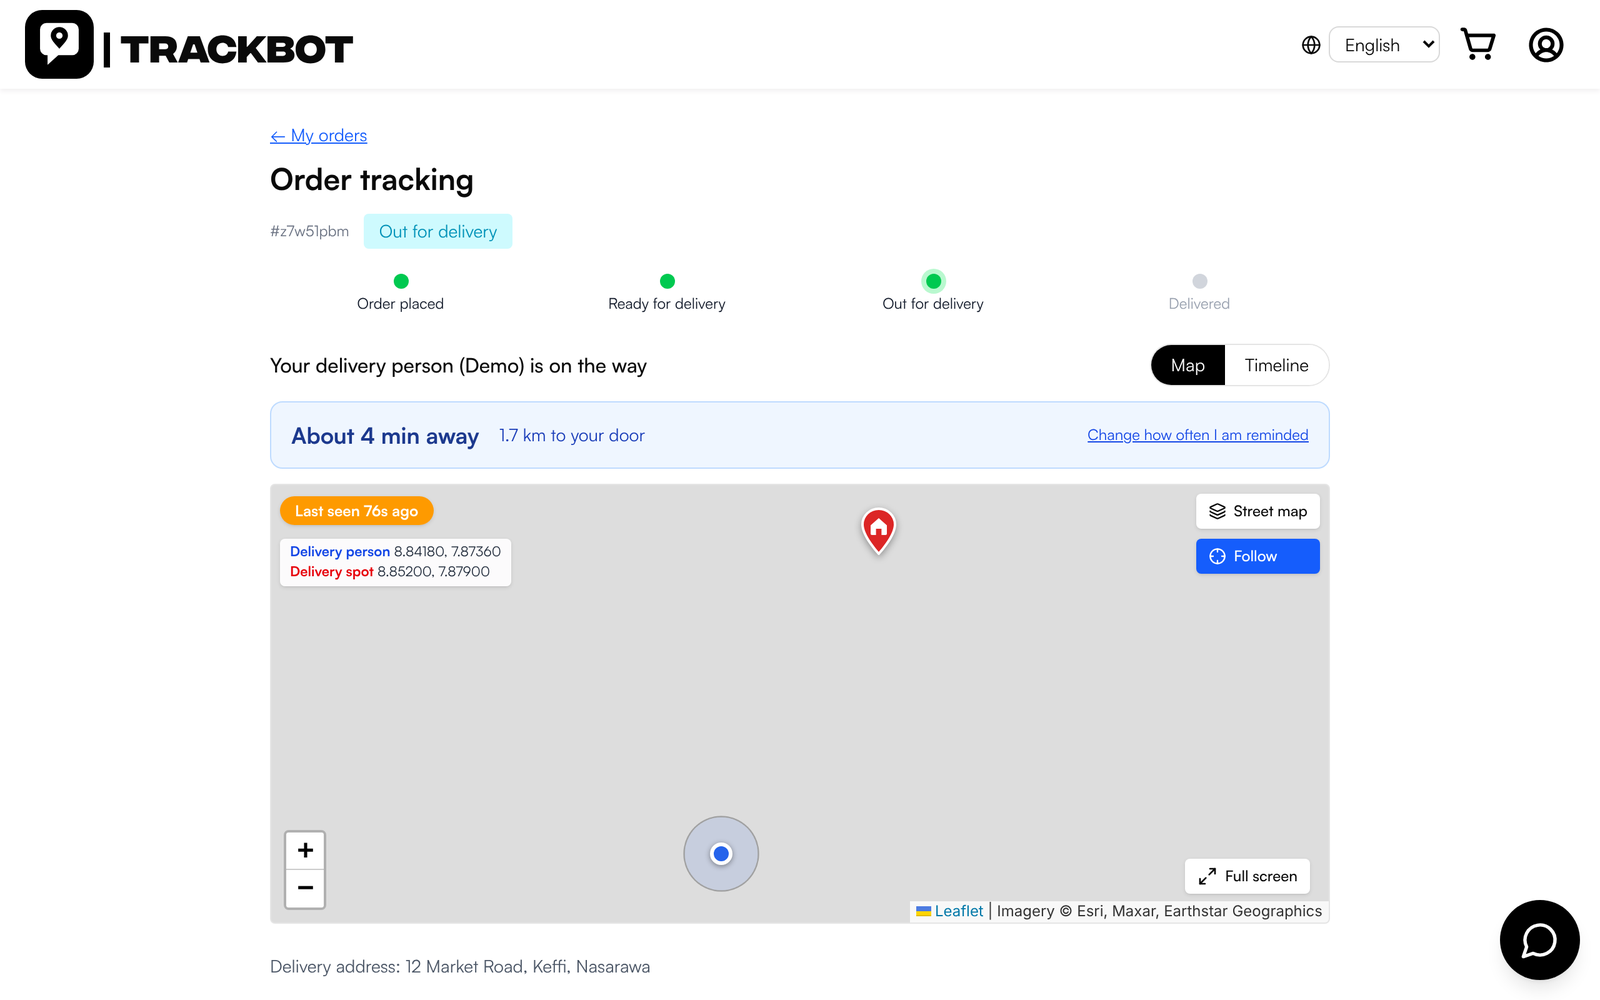 TRACKBOT
English
← My orders
Order tracking
#z7w51pbm
Out for delivery
Order placed
Ready for delivery
Out for delivery
Delivered
Your delivery person (Demo) is on the way
Map
Timeline
About 4 min away
1.7 km to your door
Change how often I am reminded
Last seen 76s ago
Street map
Delivery person 8.84180, 7.87360
Delivery spot 8.85200, 7.87900
Follow
+
−
Full screen
Leaflet | Imagery © Esri, Maxar, Earthstar Geographics
Delivery address: 12 Market Road, Keffi, Nasarawa